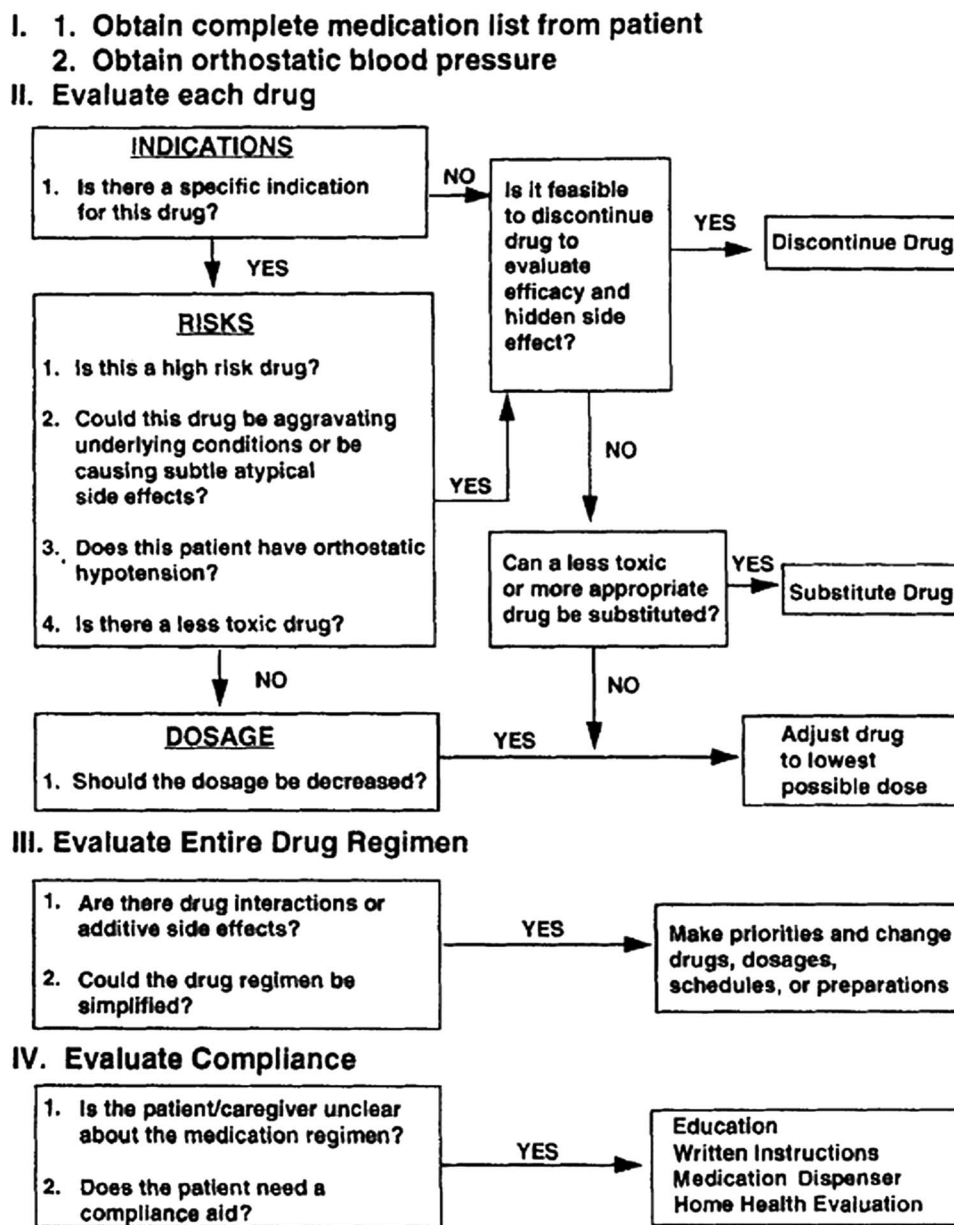 I. 1. Obtain complete medication list from patient
2. Obtain orthostatic blood pressure
II. Evaluate each drug
INDICATIONS
1. Is there a specific indication
for this drug?
NO
Is it feasible
to discontinue
drug to
evaluate
efficacy and
hidden side
effect?
YES
Discontinue Drug
YES
RISKS
1. Is this a high risk drug?
2. Could this drug be aggravating
underlying conditions or be
causing subtle atypical
side effects?
3. Does this patient have orthostatic
hypotension?
4. Is there a less toxic drug?
YES
NO
Can a less toxic
or more appropriate
drug be substituted?
YES
Substitute Drug
NO
NO
DOSAGE
1. Should the dosage be decreased?
YES
Adjust drug
to lowest
possible dose
III. Evaluate Entire Drug Regimen
1. Are there drug interactions or
additive side effects?
2. Could the drug regimen be
simplified?
YES
Make priorities and change
drugs, dosages,
schedules, or preparations
IV. Evaluate Compliance
1. Is the patient/caregiver unclear
about the medication regimen?
2. Does the patient need a
compliance aid?
YES
Education
Written Instructions
Medication Dispenser
Home Health Evaluation